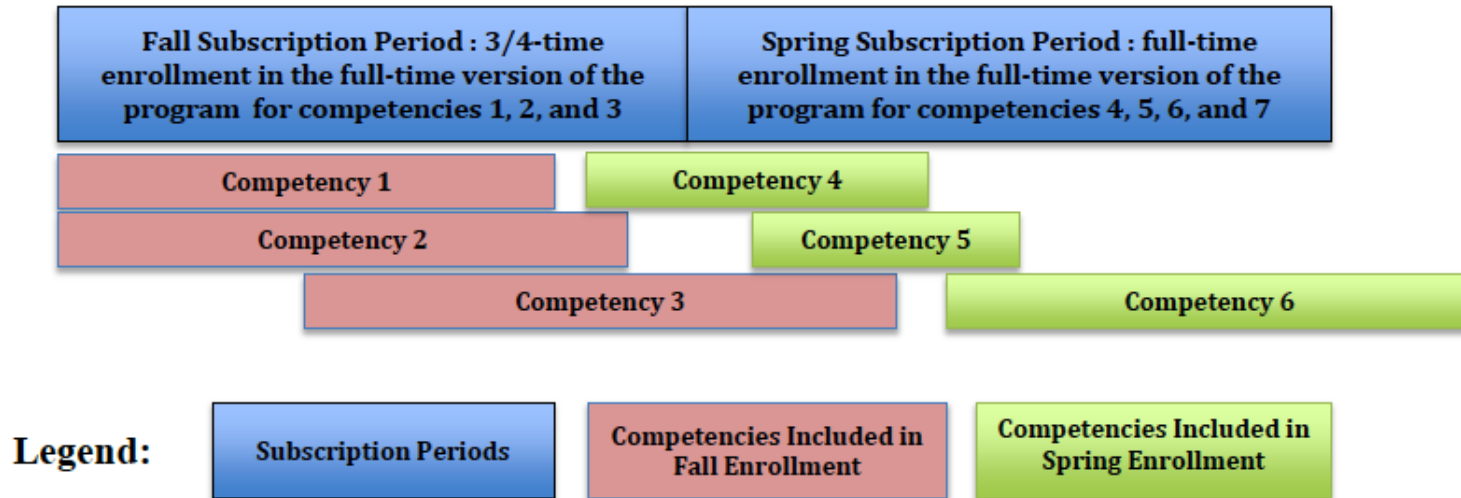 Fall Subscription Period : 3/4-time
enrollment in the full-time version of the
program for competencies 1, 2, and 3
Spring Subscription Period : full-time
enrollment in the full-time version of the
program for competencies 4, 5, 6, and 7
Competency 1
Competency 4
Competency 2
Competency 5
Competency 3
Competency 6
Legend:
Subscription Periods
Competencies Included in
Fall Enrollment
Competencies Included in
Spring Enrollment